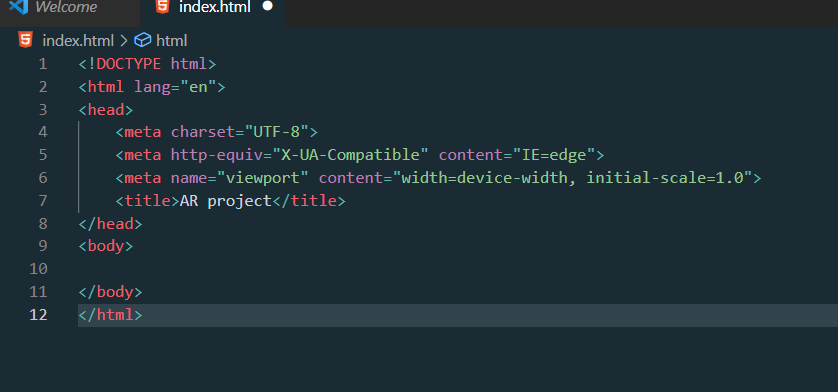 Welcome index.html
index.html > html
1 <!DOCTYPE html>
2 <html lang="en">
3 <head>
4 <meta charset="UTF-8">
5 <meta http-equiv="X-UA-Compatible" content="IE=edge">
6 <meta name="viewport" content="width=device-width, initial-scale=1.0">
7 <title>AR project</title>
8 </head>
9 <body>
10
11 </body>
12 </html>